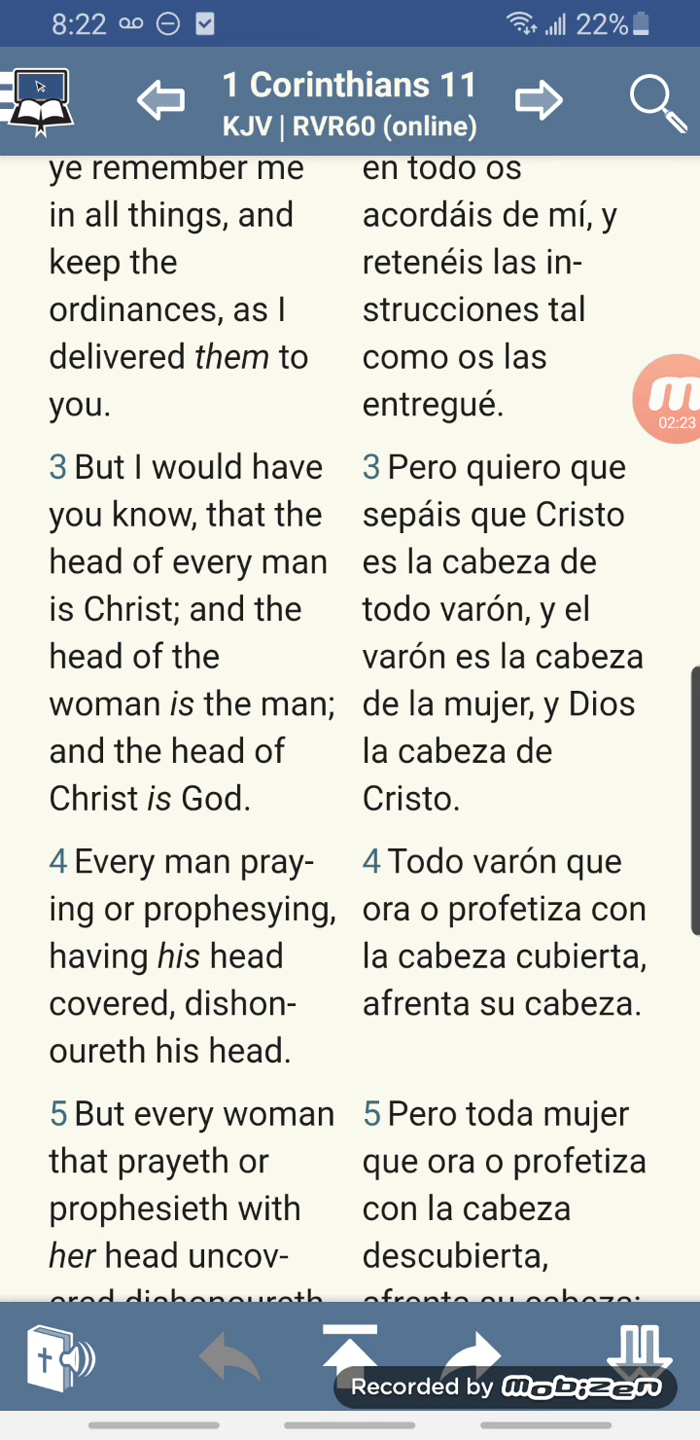 8:22
22%
1 Corinthians 11
KJV | RVR60 (online)
ye remember me
in all things, and
keep the
ordinances, as I
delivered them to
you.
3 But I would have
you know, that the
head of every man
is Christ; and the
head of the
woman is the man;
and the head of
Christ is God.
4 Every man pray-
ing or prophesying,
having his head
covered, dishon-
oureth his head.
5 But every woman
that prayeth or
prophesieth with
her head uncov-
ered dishonoureth
en todo os
acordáis de mí, y
retenéis las in-
strucciones tal
como os las
entregué.
3 Pero quiero que
sepáis que Cristo
es la cabeza de
todo varón, y el
varón es la cabeza
de la mujer, y Dios
la cabeza de
Cristo.
4 Todo varón que
ora o profetiza con
la cabeza cubierta,
afrenta su cabeza.
5 Pero toda mujer
que ora o profetiza
con la cabeza
descubierta,
afrenta su cabeza;
m
02:23
Recorded by mobizen